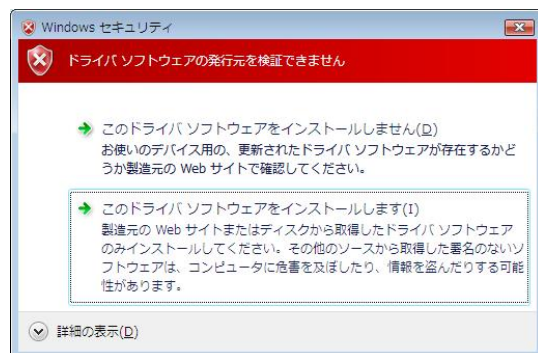 Windows セキュリティ
ドライバ ソフトウェアの発行元を検証できません
このドライバ ソフトウェアをインストールしません(D)
お使いのデバイス用の、更新されたドライバ ソフトウェアが存在するかど
うか製造元の Web サイトで確認してください。
このドライバ ソフトウェアをインストールします(I)
製造元の Web サイトまたはディスクから取得したドライバ ソフトウェア
のみインストールしてください。その他のソースから取得した署名のないソ
フトウェアは、コンピュータに危害を及ぼしたり、情報を盗んだりする可能
性があります。
詳細の表示(D)